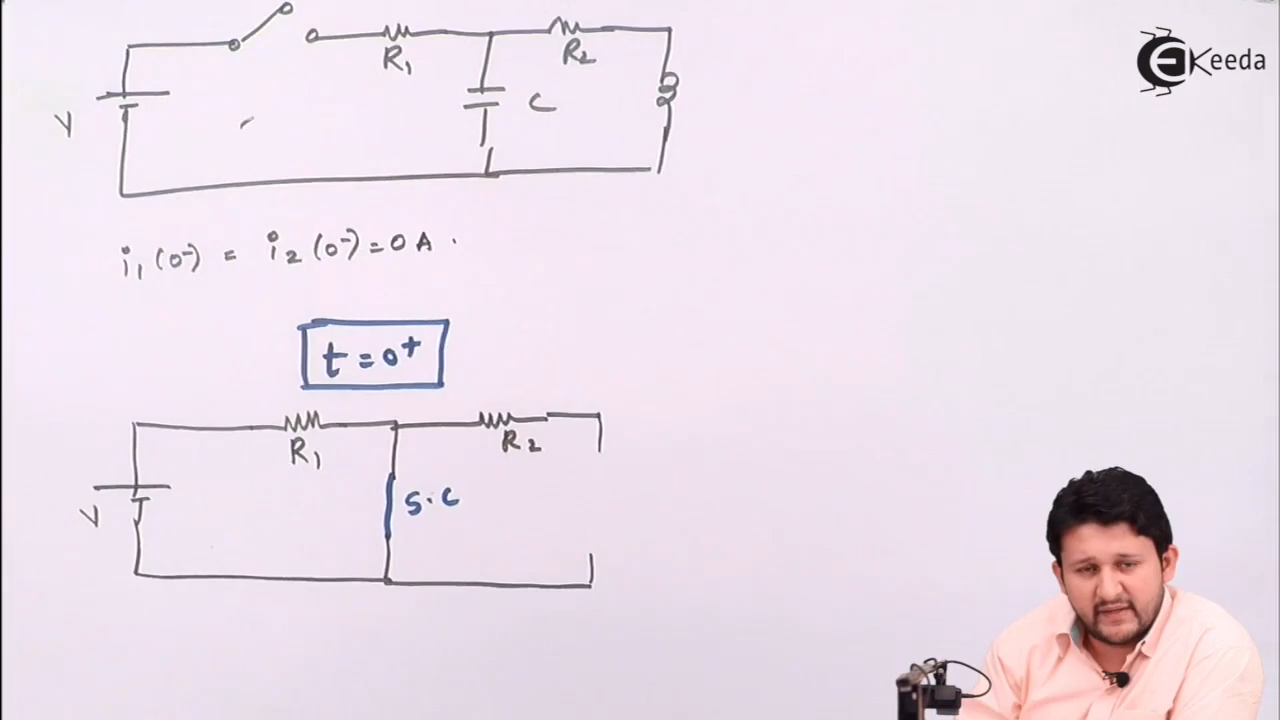 EKeeda
R₁
R₂
V
C
i₁(0⁻) = i₂(0⁻) = 0 A.
t = 0⁺
R₁
R₂
V
S.C